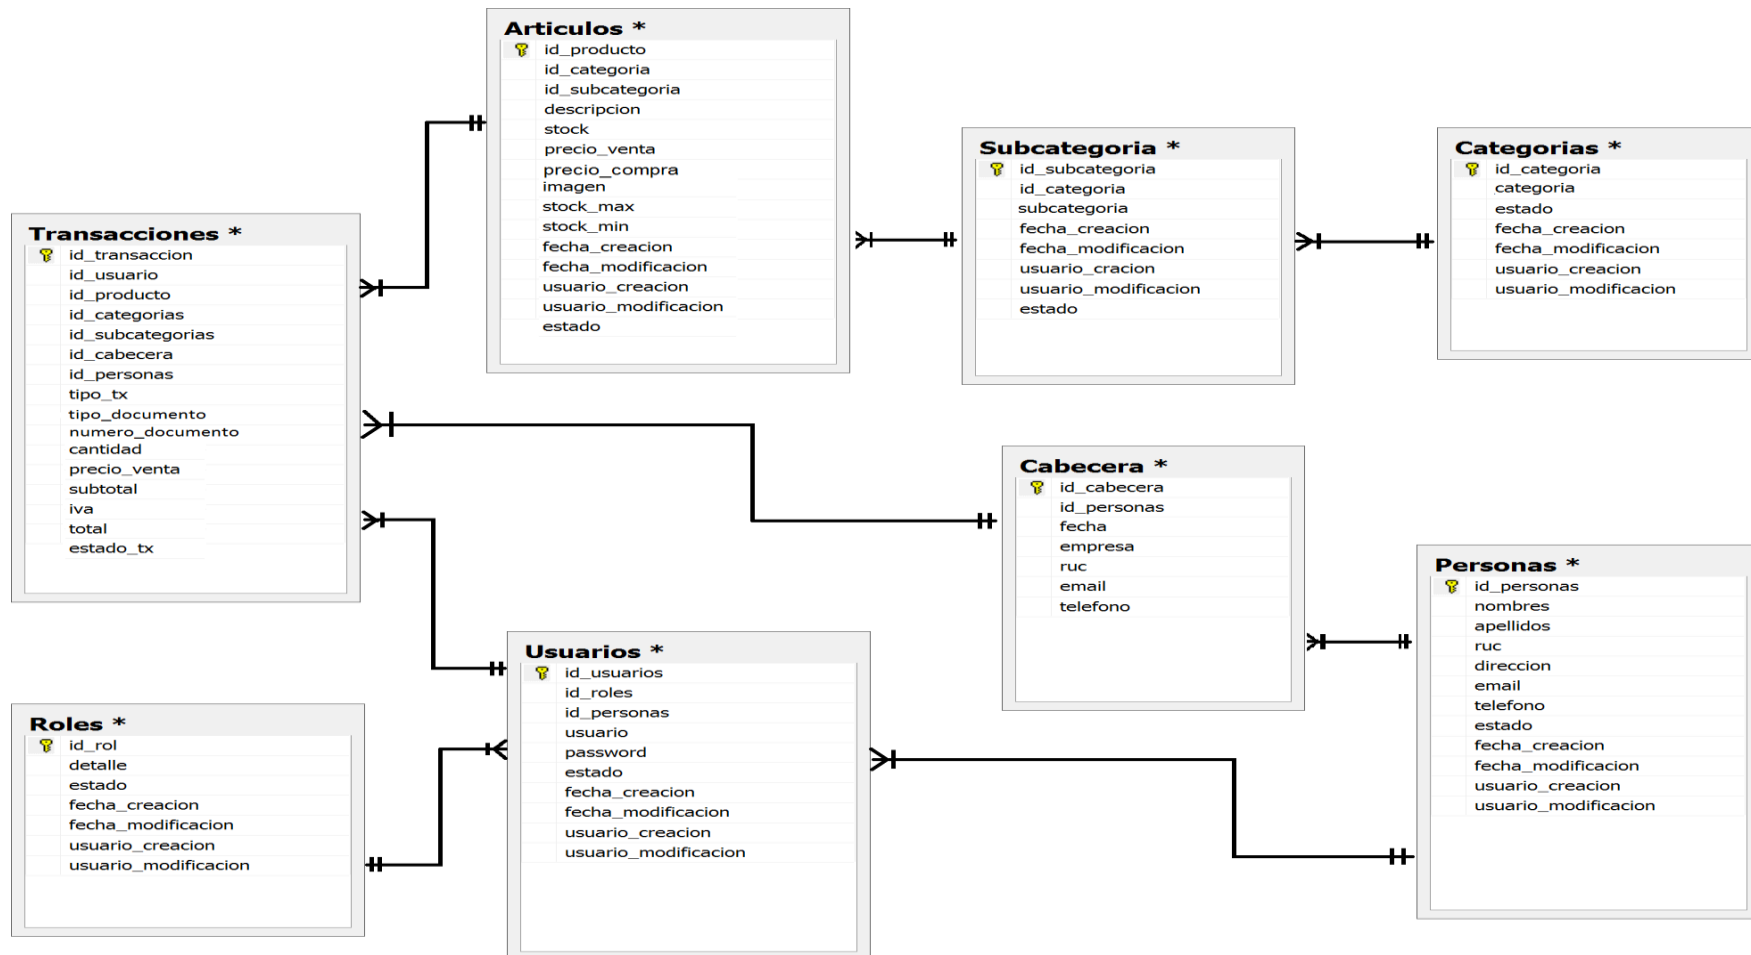 Articulos *
id_producto
id_categoria
id_subcategoria
descripcion
stock
precio_venta
precio_compra
imagen
stock_max
stock_min
fecha_creacion
fecha_modificacion
usuario_creacion
usuario_modificacion
estado
Subcategoria *
id_subcategoria
id_categoria
subcategoria
fecha_creacion
fecha_modificacion
usuario_cracion
usuario_modificacion
estado
Categorias *
id_categoria
categoria
estado
fecha_creacion
fecha_modificacion
usuario_creacion
usuario_modificacion
Transacciones *
id_transaccion
id_usuario
id_producto
id_categorias
id_subcategorias
id_cabecera
id_personas
tipo_tx
tipo_documento
numero_documento
cantidad
precio_venta
subtotal
iva
total
estado_tx
Cabecera *
id_cabecera
id_personas
fecha
empresa
ruc
email
telefono
Personas *
id_personas
nombres
apellidos
ruc
direccion
email
telefono
estado
fecha_creacion
fecha_modificacion
usuario_creacion
usuario_modificacion
Usuarios *
id_usuarios
id_roles
id_personas
usuario
password
estado
fecha_creacion
fecha_modificacion
usuario_creacion
usuario_modificacion
Roles *
id_rol
detalle
estado
fecha_creacion
fecha_modificacion
usuario_creacion
usuario_modificacion